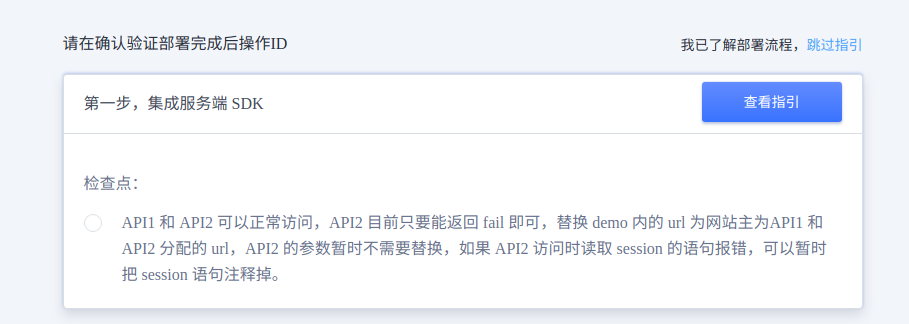 请在确认验证部署完成后操作ID
我已了解部署流程，跳过指引
第一步，集成服务端 SDK
查看指引
检查点：
API1 和 API2 可以正常访问，API2 目前只要能返回 fail 即可，替换 demo 内的 url 为网站主为API1 和
API2 分配的 url，API2 的参数暂时不需要替换，如果 API2 访问时读取 session 的语句报错，可以暂时
把 session 语句注释掉。